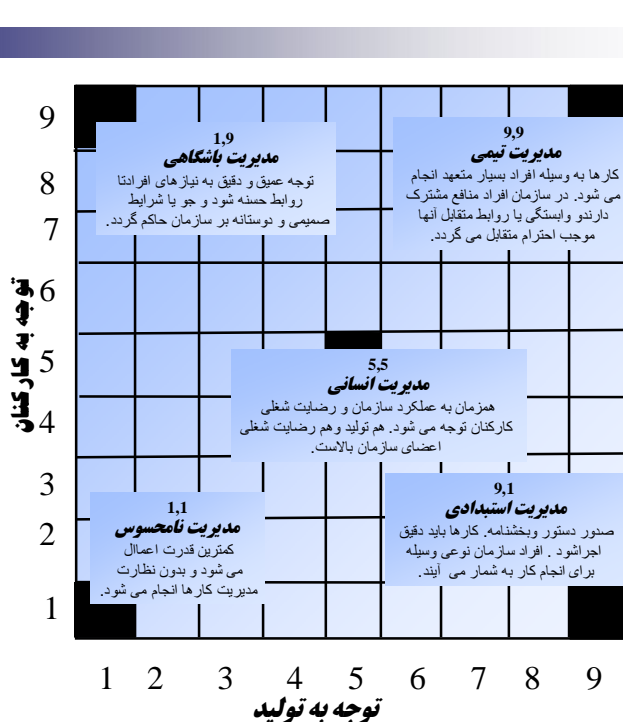 9
8
7
6
5
4
3
2
1
توجه به کارکنان
1,9
مدیریت باشگاهی
توجه عمیق و دقیق به نیازهای افرادتا
روابط حسنه شود و جو یا شرایط
صمیمی و دوستانه بر سازمان حاکم گردد.
9,9
مدیریت تیمی
کارها به وسیله افراد بسیار متعهد انجام
می شود. در سازمان افراد منافع مشترک
دارندو وابستگی یا روابط متقابل آنها
موجب احترام متقابل می گردد.
5,5
مدیریت انسانی
همزمان به عملکرد سازمان و رضایت شغلی
کارکنان توجه می شود. هم تولید وهم رضایت شغلی
اعضای سازمان بالاست.
1,1
مدیریت نامحسوس
کمترین قدرت اعماال
می شود و بدون نظارت
مدیریت کار ها انجام می شود.
9,1
مدیریت استبدادی
صدور دستور وبخشنامه. کارها باید دقیق
اجراشود . افراد سازمان نوعی وسیله
برای انجام کار به شمار می آیند.
1 2 3 4 5 6 7 8 9
توجه به تولید